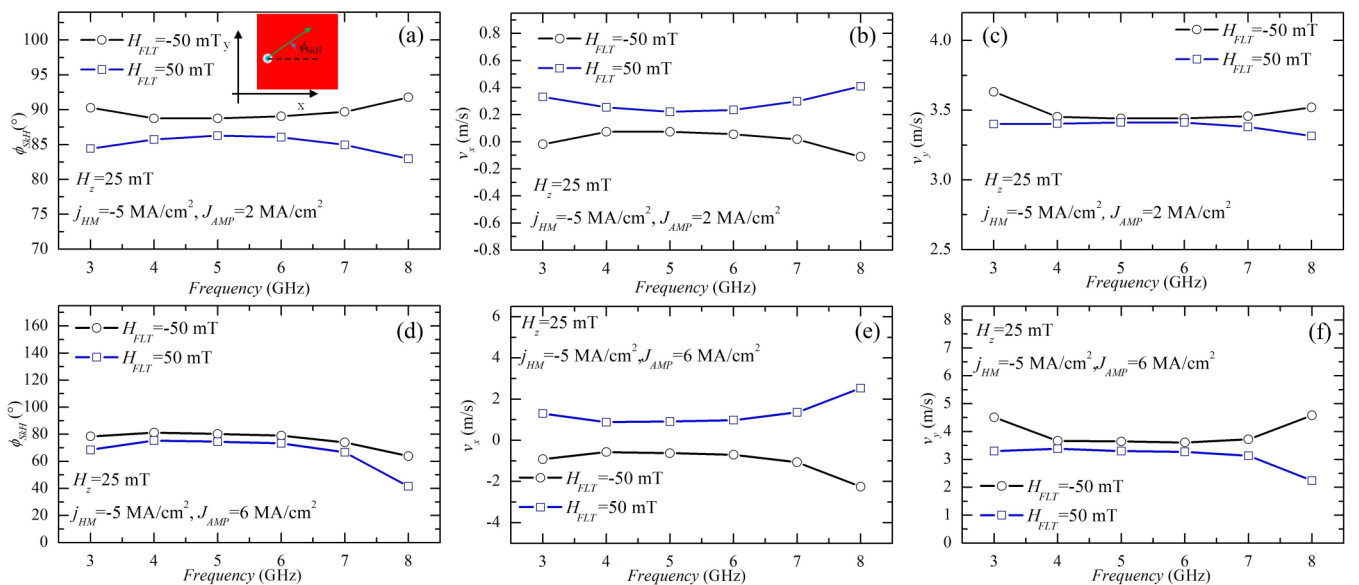 (a)
100
95
90
85
80
75
70
ϕSkH(°)
H_FLT=-50 mT
H_FLT=50 mT
y
x
ϕSkH
H_z=25 mT
j_HM=-5 MA/cm², J_AMP=2 MA/cm²
3 4 5 6 7 8
Frequency (GHz)
(b)
0.8
0.6
0.4
0.2
0.0
-0.2
-0.4
-0.6
-0.8
v_x (m/s)
H_FLT=-50 mT
H_FLT=50 mT
H_z=25 mT
j_HM=-5 MA/cm², J_AMP=2 MA/cm²
3 4 5 6 7 8
Frequency (GHz)
(c)
4.0
3.5
3.0
2.5
v_y (m/s)
H_FLT=-50 mT
H_FLT=50 mT
H_z=25 mT
j_HM=-5 MA/cm², J_AMP=2 MA/cm²
3 4 5 6 7 8
Frequency (GHz)
(d)
160
140
120
100
80
60
40
20
0
ϕSkH(°)
H_FLT=-50 mT
H_FLT=50 mT
H_z=25 mT
j_HM=-5 MA/cm², J_AMP=6 MA/cm²
3 4 5 6 7 8
Frequency (GHz)
(e)
6
4
2
0
-2
-4
v_x (m/s)
H_z=25 mT
j_HM=-5 MA/cm²,J_AMP=6 MA/cm²
H_FLT=-50 mT
H_FLT=50 mT
3 4 5 6 7 8
Frequency (GHz)
(f)
8
7
6
5
4
3
2
1
0
v_y (m/s)
H_z=25 mT
j_HM=-5 MA/cm²,J_AMP=6 MA/cm²
H_FLT=-50 mT
H_FLT=50 mT
3 4 5 6 7 8
Frequency (GHz)